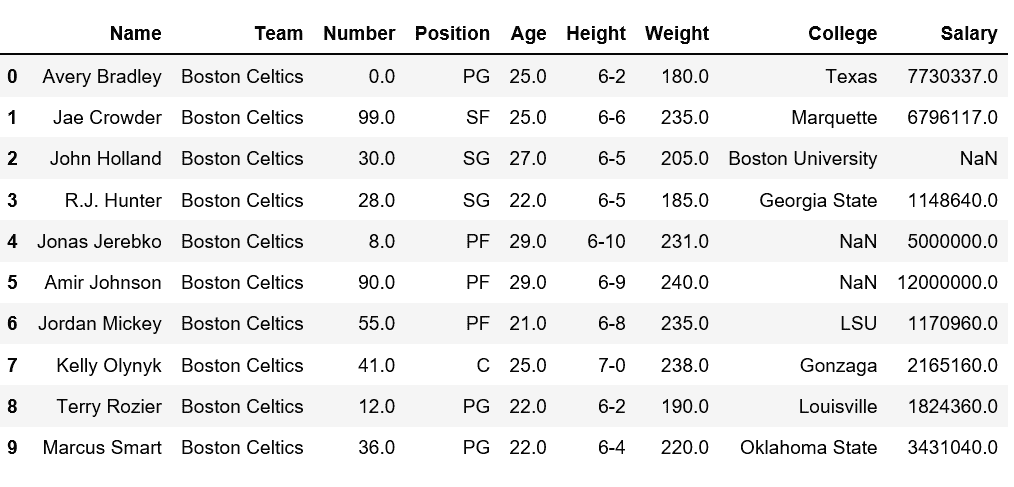 Name Team Number Position Age Height Weight College Salary
0 Avery Bradley Boston Celtics 0.0 PG 25.0 6-2 180.0 Texas 7730337.0
1 Jae Crowder Boston Celtics 99.0 SF 25.0 6-6 235.0 Marquette 6796117.0
2 John Holland Boston Celtics 30.0 SG 27.0 6-5 205.0 Boston University NaN
3 R.J. Hunter Boston Celtics 28.0 SG 22.0 6-5 185.0 Georgia State 1148640.0
4 Jonas Jerebko Boston Celtics 8.0 PF 29.0 6-10 231.0 NaN 5000000.0
5 Amir Johnson Boston Celtics 90.0 PF 29.0 6-9 240.0 NaN 12000000.0
6 Jordan Mickey Boston Celtics 55.0 PF 21.0 6-8 235.0 LSU 1170960.0
7 Kelly Olynyk Boston Celtics 41.0 C 25.0 7-0 238.0 Gonzaga 2165160.0
8 Terry Rozier Boston Celtics 12.0 PG 22.0 6-2 190.0 Louisville 1824360.0
9 Marcus Smart Boston Celtics 36.0 PG 22.0 6-4 220.0 Oklahoma State 3431040.0